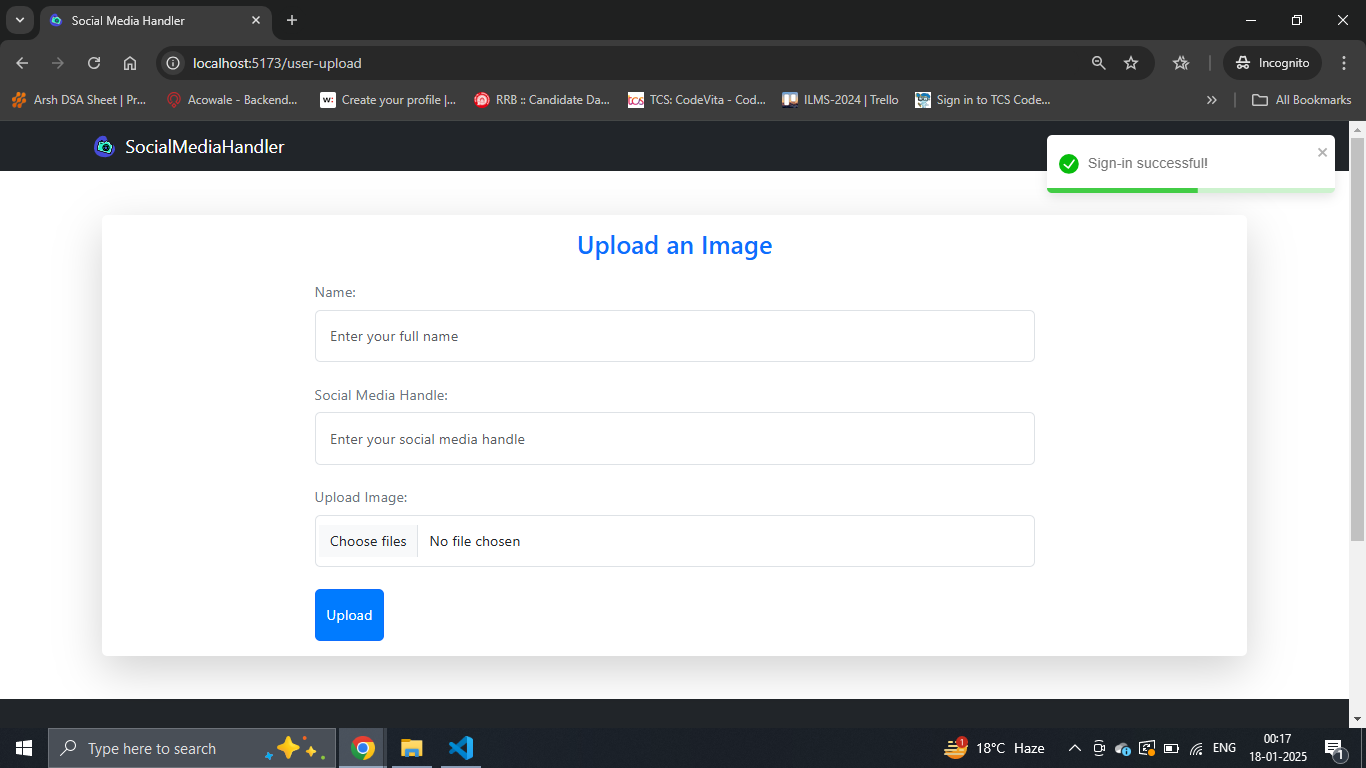 Social Media Handler
localhost:5173/user-upload
Incognito
Arsh DSA Sheet | Pr...
Acowale - Backend...
w:
Create your profile |...
RRB :: Candidate Da...
tcs
TCS: CodeVita - Cod...
ILMS-2024 | Trello
Sign in to TCS Code...
All Bookmarks
SocialMediaHandler
Sign-in successful!
Upload an Image
Name:
Enter your full name
Social Media Handle:
Enter your social media handle
Upload Image:
Choose files No file chosen
Upload
Type here to search
1
18°C Haze
ENG
00:17
18-01-2025
1